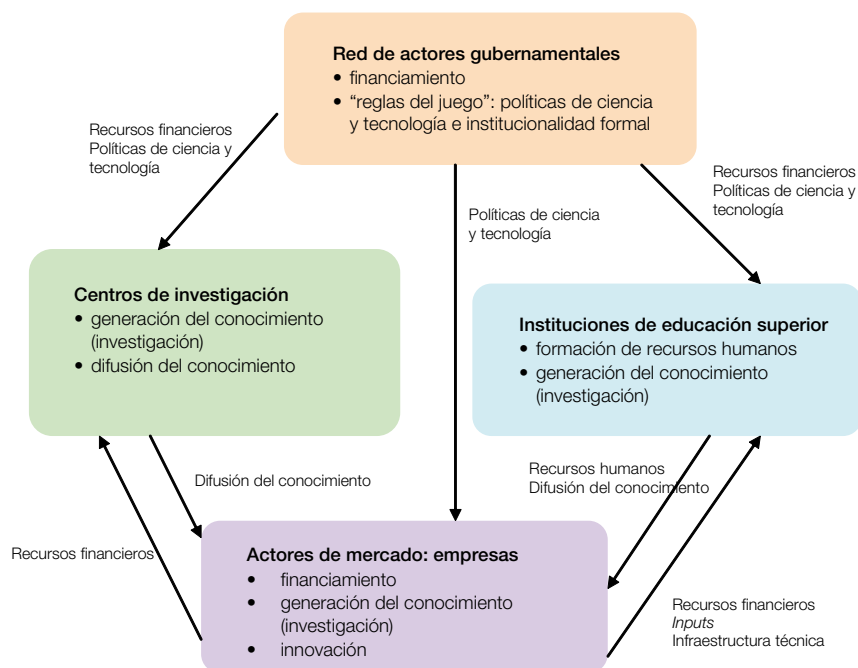 Red de actores gubernamentales
• financiamiento
• “reglas del juego”: políticas de ciencia
y tecnología e institucionalidad formal
Recursos financieros
Políticas de ciencia y
tecnología
Políticas de ciencia
y tecnología
Recursos financieros
Políticas de ciencia y
tecnología
Centros de investigación
• generación del conocimiento
(investigación)
• difusión del conocimiento
Instituciones de educación superior
• formación de recursos humanos
• generación del conocimiento
(investigación)
Difusión del conocimiento
Recursos humanos
Difusión del conocimiento
Recursos financieros
Actores de mercado: empresas
• financiamiento
• generación del conocimiento
(investigación)
• innovación
Recursos financieros
Inputs
Infraestructura técnica